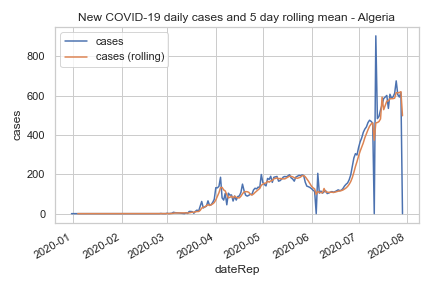 New COVID-19 daily cases and 5 day rolling mean - Algeria
cases
cases (rolling)
800
600
400
200
0
cases
2020-01
2020-02
2020-03
2020-04
2020-05
2020-06
2020-07
2020-08
dateRep